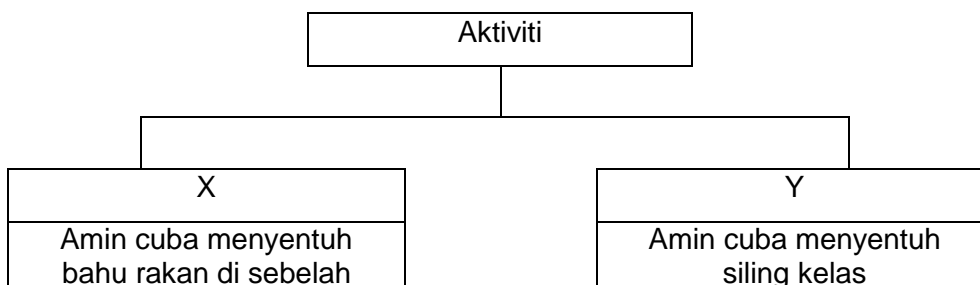 Aktiviti
X
Y
Amin cuba menyentuh
bahu rakan di sebelah
Amin cuba menyentuh
siling kelas